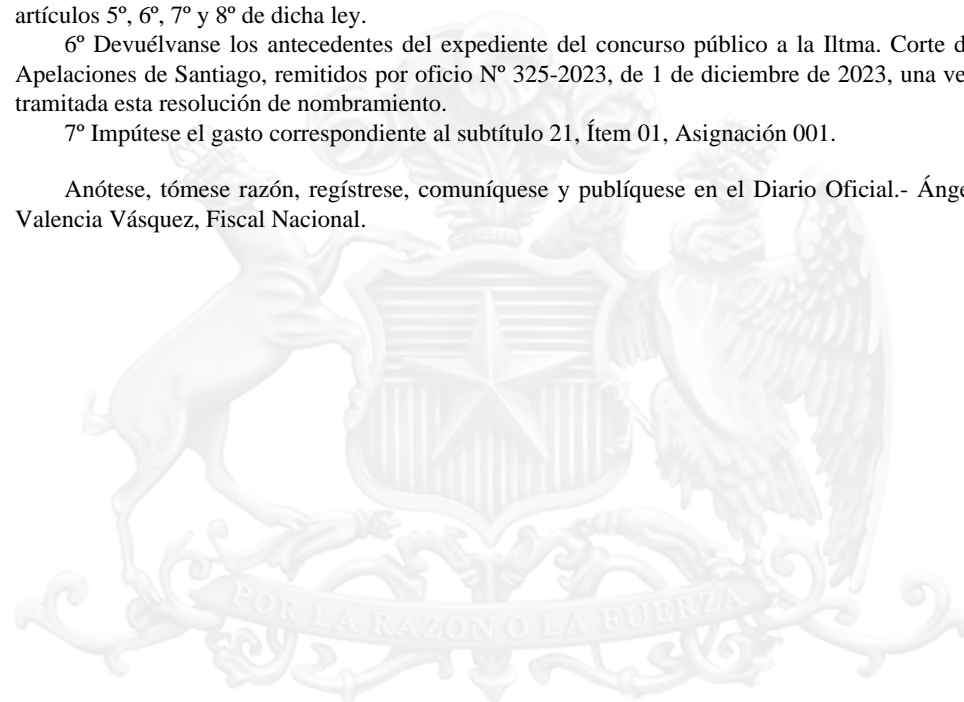 artículos 5º, 6º, 7º y 8º de dicha ley.
6º Devuélvanse los antecedentes del expediente del concurso público a la Iltma. Corte d
Apelaciones de Santiago, remitidos por oficio Nº 325-2023, de 1 de diciembre de 2023, una ve
tramitada esta resolución de nombramiento.
7º Impútese el gasto correspondiente al subtítulo 21, Ítem 01, Asignación 001.
Anótese, tómese razón, regístrese, comuníquese y publíquese en el Diario Oficial.- Ánge
Valencia Vásquez, Fiscal Nacional.
POR LA RAZON O LA FUERZA